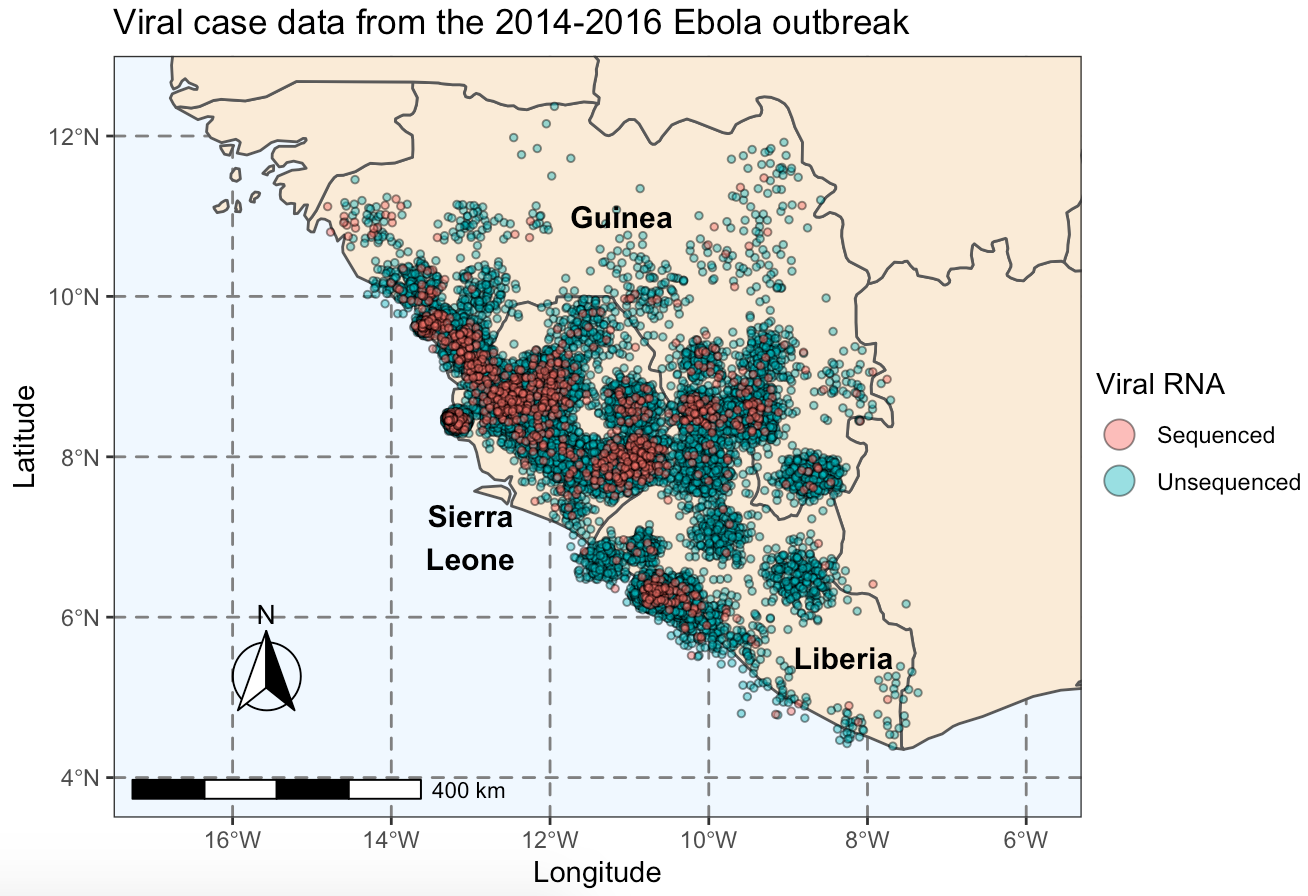 Viral case data from the 2014-2016 Ebola outbreak
12°N
10°N
8°N
6°N
4°N
Latitude
Guinea
Sierra
Leone
Liberia
N
400 km
16°W
14°W
12°W
10°W
8°W
6°W
Longitude
Viral RNA
Sequenced
Unsequenced